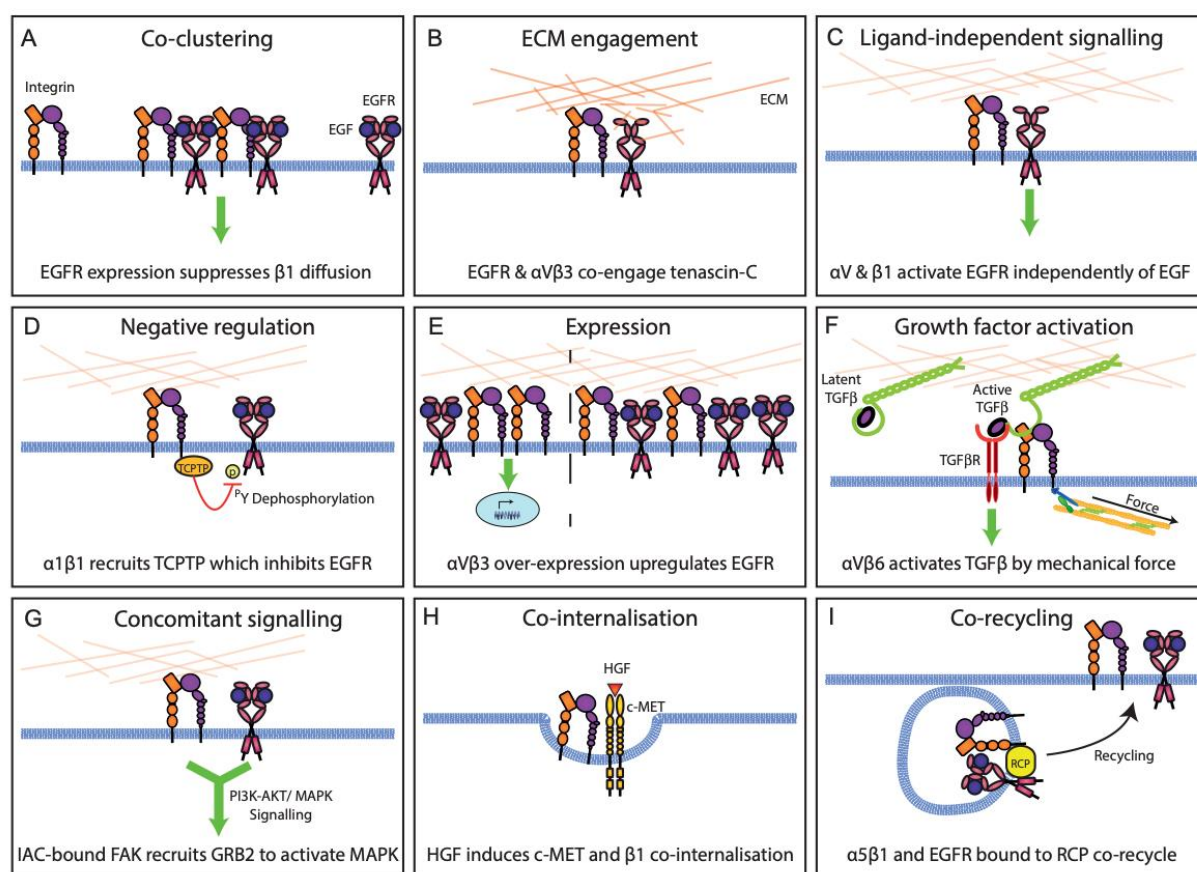 A
Co-clustering
Integrin
EGFR
EGF
EGFR expression suppresses β1 diffusion
B
ECM engagement
ECM
EGFR & αVβ3 co-engage tenascin-C
C
Ligand-independent signalling
αV & β1 activate EGFR independently of EGF
D
Negative regulation
TCPTP
p
PY Dephosphorylation
α1β1 recruits TCPTP which inhibits EGFR
E
Expression
αVβ3 over-expression upregulates EGFR
F
Growth factor activation
Latent
TGFβ
Active
TGFβ
TGFβR
Force
αVβ6 activates TGFβ by mechanical force
G
Concomitant signalling
PI3K-AKT/ MAPK
Signalling
IAC-bound FAK recruits GRB2 to activate MAPK
H
Co-internalisation
HGF
c-MET
HGF induces c-MET and β1 co-internalisation
I
Co-recycling
RCP
Recycling
α5β1 and EGFR bound to RCP co-recycle